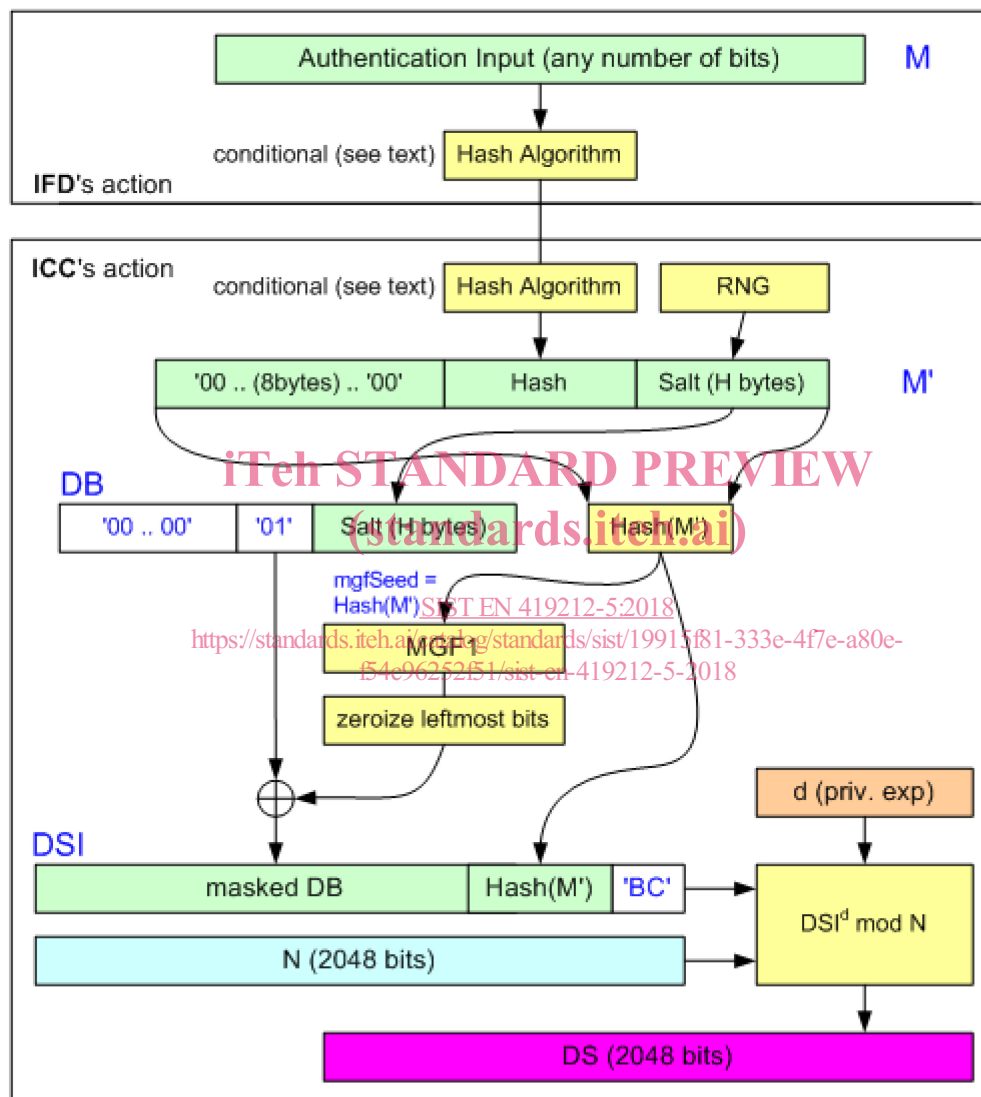 Authentication Input (any number of bits)
M
conditional (see text)
Hash Algorithm
IFD's action
ICC's action
conditional (see text)
Hash Algorithm
RNG
'00 .. (8bytes) .. '00'
Hash
Salt (H bytes)
M'
iTeh STANDARD PREVIEW
DB
'00 .. 00'
'01'
Salt (H bytes)
Hash(M')
(standards.iteh.ai)
mgfSeed =
Hash(M')
SIST EN 419212-5:2018
https://standards.iteh.ai/catalog/standards/sist/19915f81-333e-4f7e-a80e-
MGF1
f54c96252f51/sist-en-419212-5-2018
zeroize leftmost bits
d (priv. exp)
DSI
masked DB
Hash(M')
'BC'
DSI^d mod N
N (2048 bits)
DS (2048 bits)